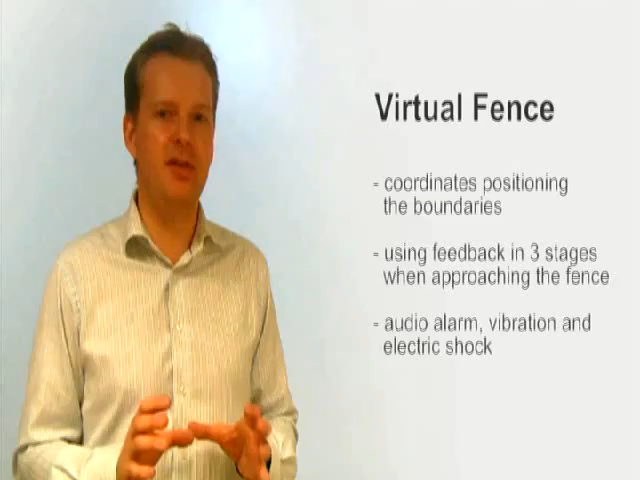 Virtual Fence
- coordinates positioning
the boundaries
- using feedback in 3 stages
when approaching the fence
- audio alarm, vibration and
electric shock